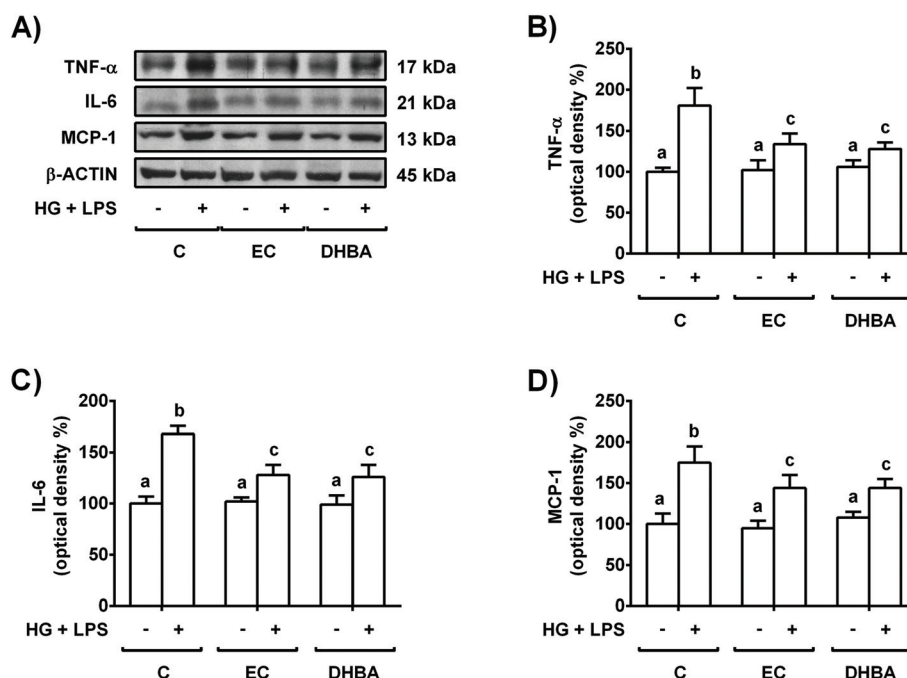 A)
TNF-α 17 kDa
IL-6 21 kDa
MCP-1 13 kDa
β-ACTIN 45 kDa
HG + LPS - + - + - +
C EC DHBA
B)
TNF-α
(optical density %)
250
200
150
100
50
0
a b a c a c
HG + LPS - + - + - +
C EC DHBA
C)
IL-6
(optical density %)
200
150
100
50
0
a b a c a c
HG + LPS - + - + - +
C EC DHBA
D)
MCP-1
(optical density %)
250
200
150
100
50
0
a b a c a c
HG + LPS - + - + - +
C EC DHBA